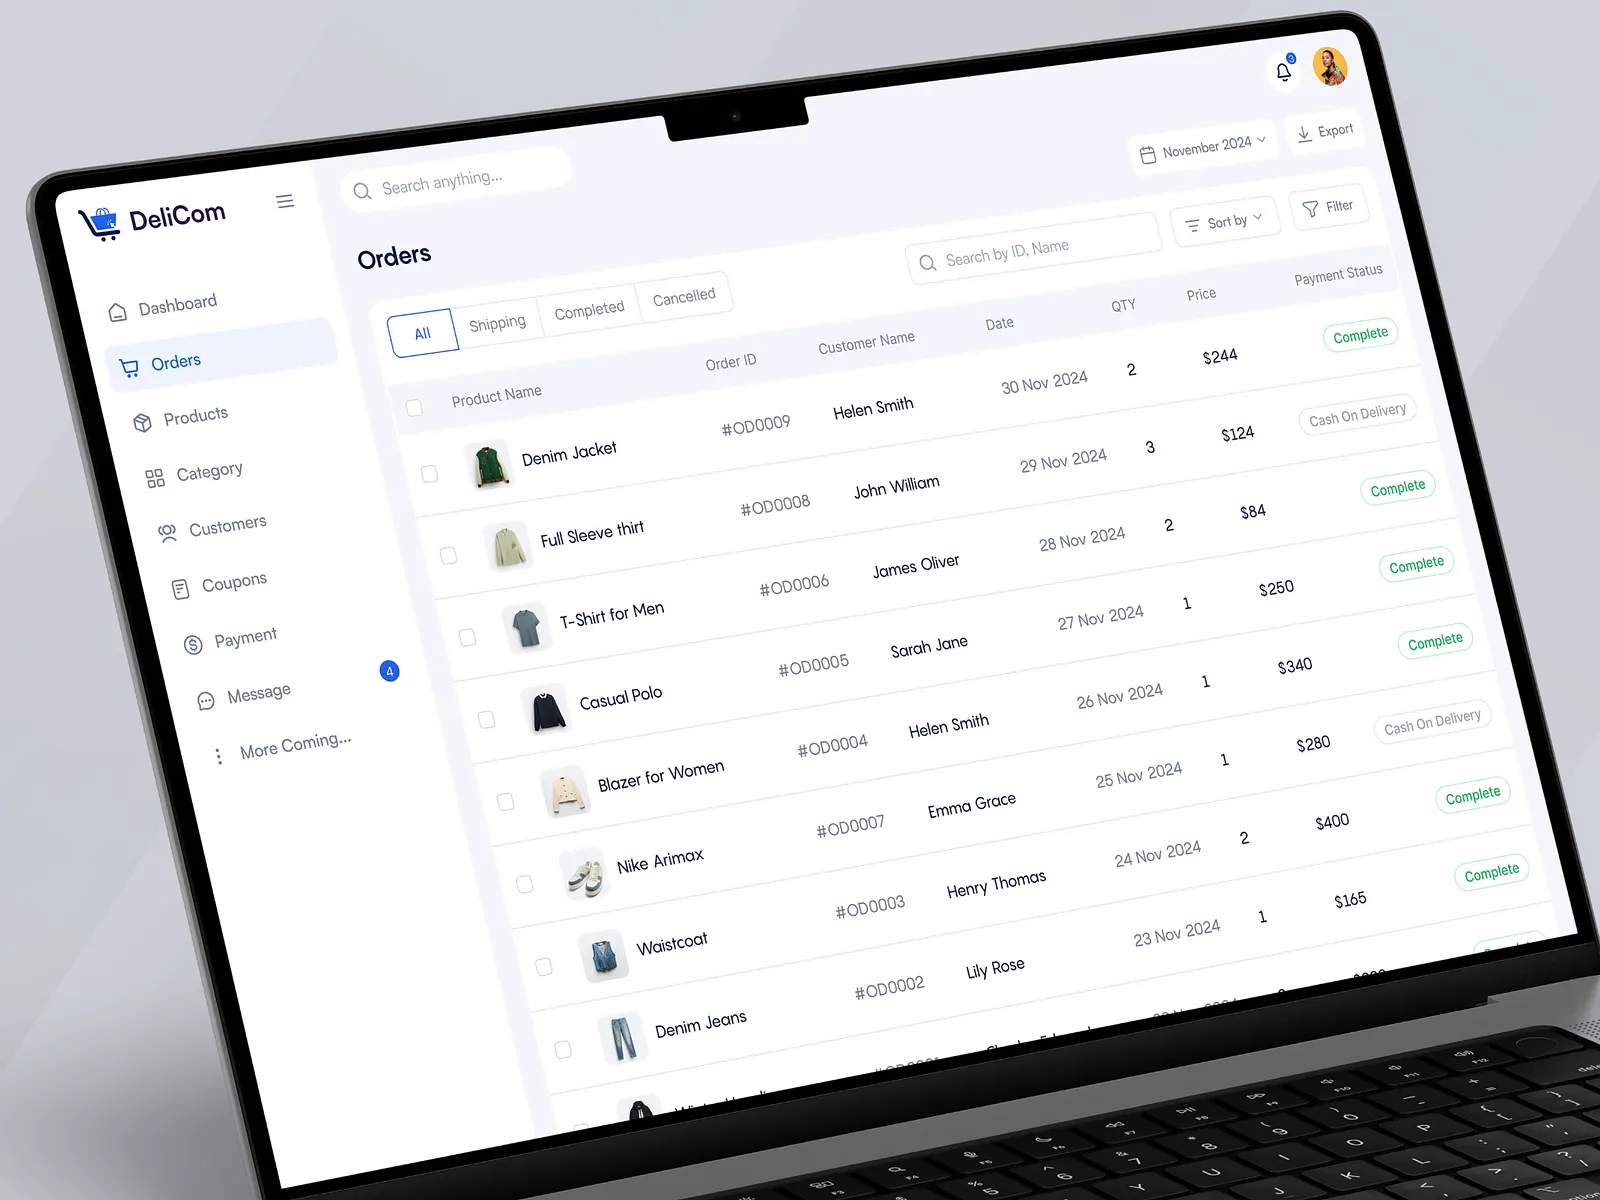 DeliCom
Search anything...
3
November 2024
Export
Dashboard
Orders
Products
Category
Customers
Coupons
Payment
Message
4
More Coming...
Orders
All
Shipping
Completed
Cancelled
Search by ID, Name
Sort by
Filter
Product Name Order ID Customer Name Date QTY Price Payment Status
Denim Jacket #OD0009 Helen Smith 30 Nov 2024 2 $244 Complete
Full Sleeve thirt #OD0008 John William 29 Nov 2024 3 $124 Cash On Delivery
T-Shirt for Men #OD0006 James Oliver 28 Nov 2024 2 $84 Complete
Casual Polo #OD0005 Sarah Jane 27 Nov 2024 1 $250 Complete
Blazer for Women #OD0004 Helen Smith 26 Nov 2024 1 $340 Complete
Nike Arimax #OD0007 Emma Grace 25 Nov 2024 1 $280 Cash On Delivery
Waistcoat #OD0003 Henry Thomas 24 Nov 2024 2 $400 Complete
Denim Jeans #OD0002 Lily Rose 23 Nov 2024 1 $165 Complete